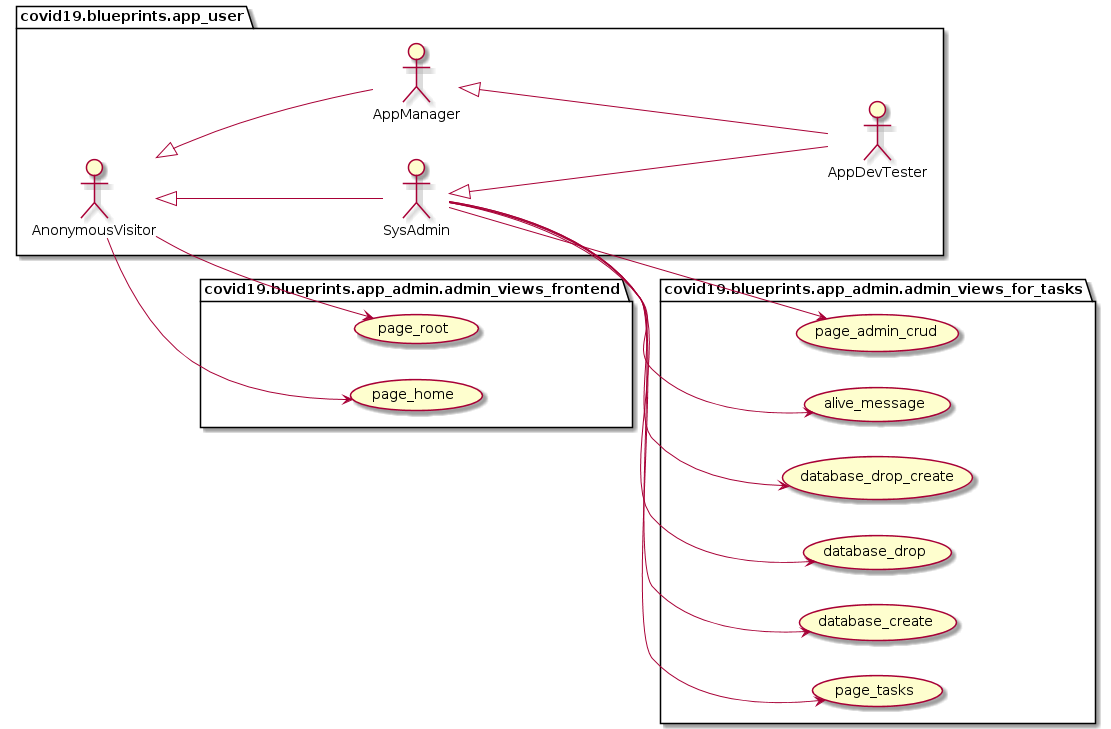 covid19.blueprints.app_user
AppManager
AppDevTester
AnonymousVisitor
SysAdmin
covid19.blueprints.app_admin.admin_views_frontend
page_root
page_home
covid19.blueprints.app_admin.admin_views_for_tasks
page_admin_crud
alive_message
database_drop_create
database_drop
database_create
page_tasks